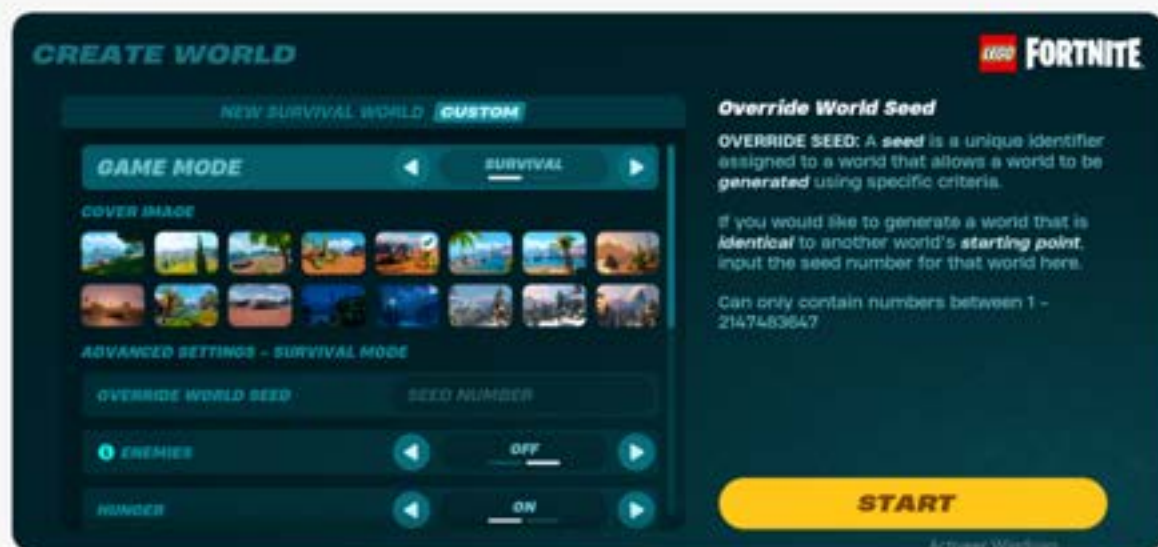 CREATE WORLD
LEGO FORTNITE
NEW SURVIVAL WORLD CUSTOM
GAME MODE SURVIVAL
COVER IMAGE
ADVANCED SETTINGS - SURVIVAL MODE
OVERRIDE WORLD SEED SEED NUMBER
ENEMIES OFF
HUNGER ON
Override World Seed
OVERRIDE SEED: A seed is a unique identifier
assigned to a world that allows a world to be
generated using specific criteria.
If you would like to generate a world that is
identical to another world's starting point,
input the seed number for that world here.
Can only contain numbers between 1 -
2147483647
START
Activer Windows